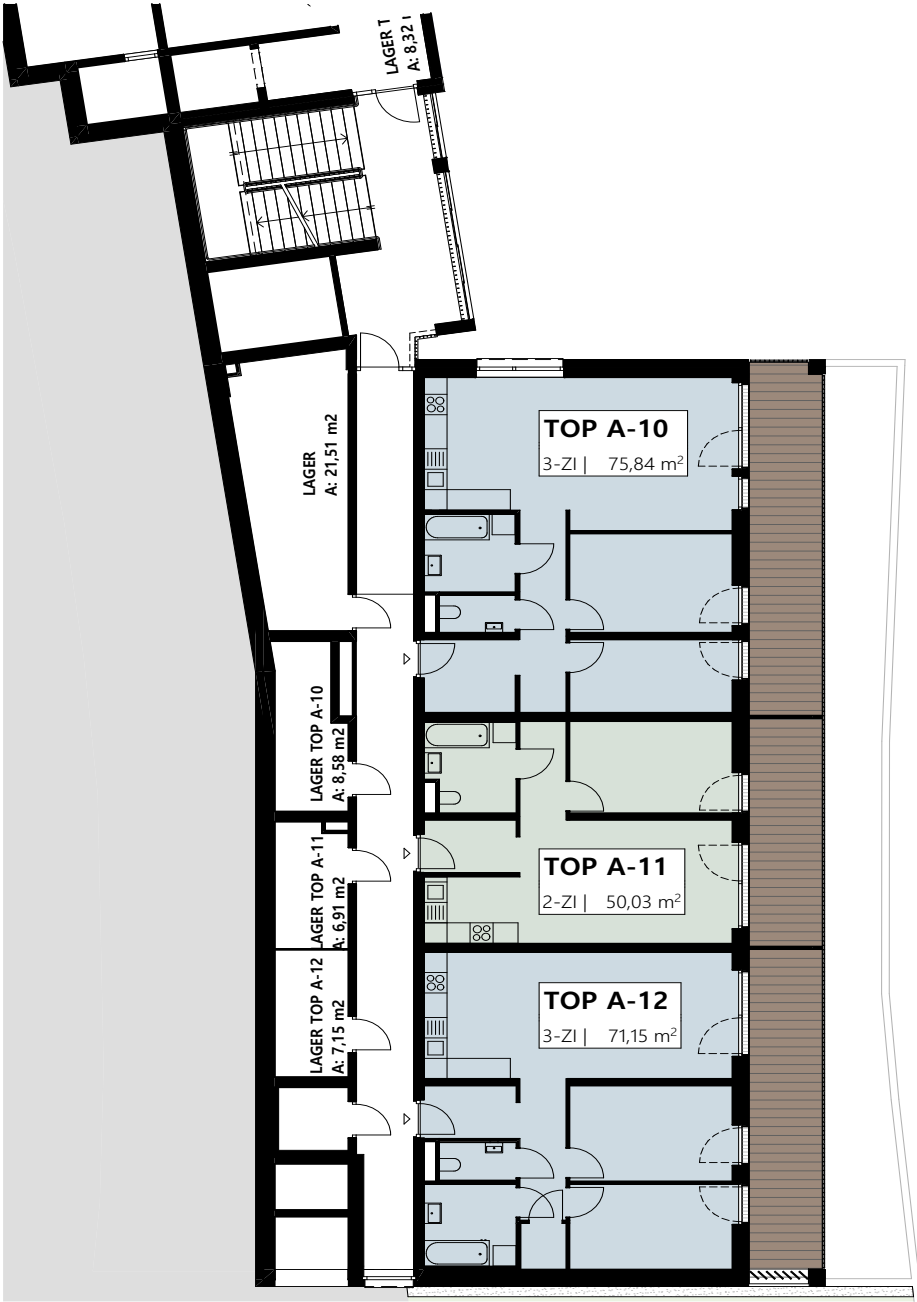 LAGER T
A: 8,32
LAGER
A: 21,51 m2
TOP A-10
3-ZI | 75,84 m²
LAGER TOP A-10
A: 8,58 m2
LAGER TOP A-11
A: 6,91 m2
TOP A-11
2-ZI | 50,03 m²
LAGER TOP A-12
A: 7,15 m2
TOP A-12
3-ZI | 71,15 m²